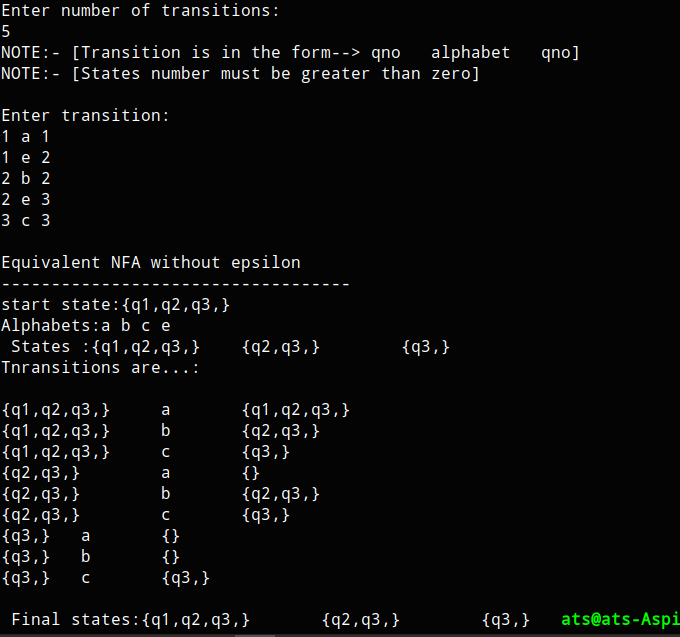 Enter number of transitions:
5
NOTE:- [Transition is in the form--> qno   alphabet   qno]
NOTE:- [States number must be greater than zero]

Enter transition:
1 a 1
1 e 2
2 b 2
2 e 3
3 c 3

Equivalent NFA without epsilon
-----------------------------------
start state:{q1,q2,q3,}
Alphabets:a b c e
 States :{q1,q2,q3,}    {q2,q3,}        {q3,}
Tnransitions are...:

{q1,q2,q3,}     a       {q1,q2,q3,}
{q1,q2,q3,}     b       {q2,q3,}
{q1,q2,q3,}     c       {q3,}
{q2,q3,}        a       {}
{q2,q3,}        b       {q2,q3,}
{q2,q3,}        c       {q3,}
{q3,}   a       {}
{q3,}   b       {}
{q3,}   c       {q3,}

 Final states:{q1,q2,q3,}       {q2,q3,}        {q3,}   ats@ats-Aspi